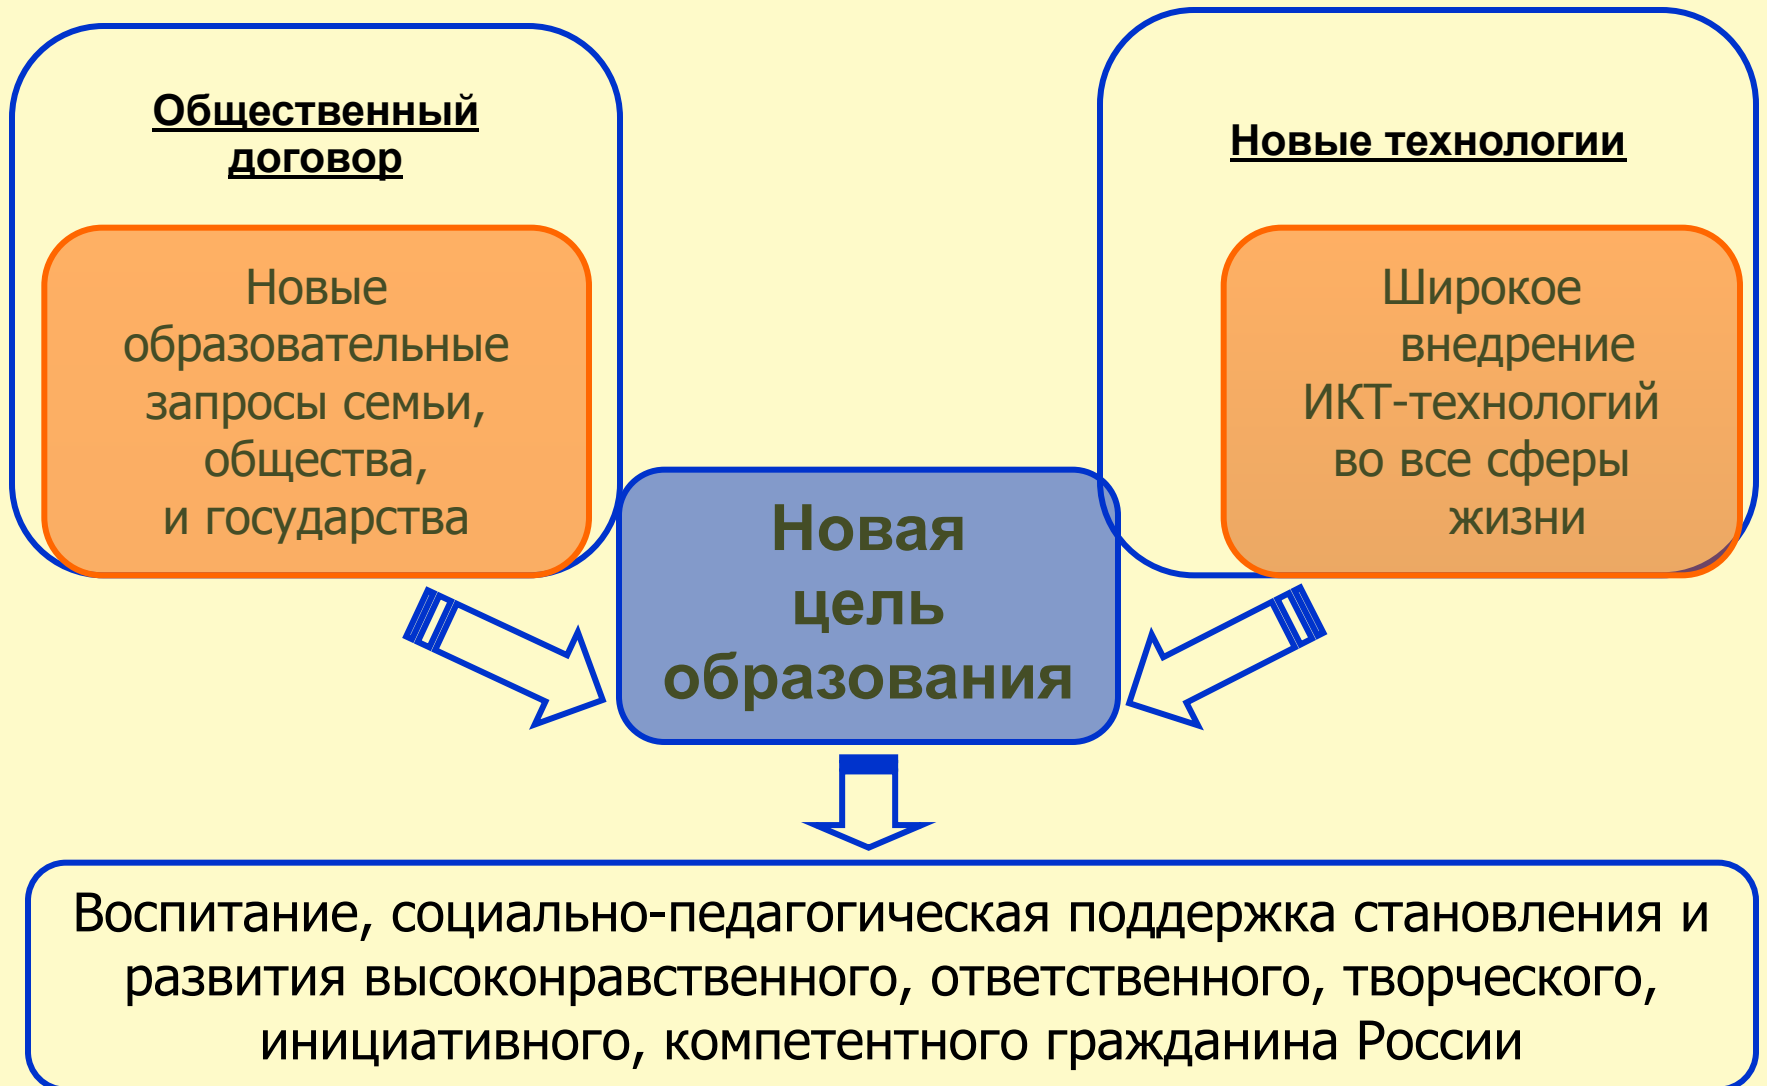 Общественный
договор
Новые
образовательные
запросы семьи,
общества,
и государства
Новые технологии
Широкое
внедрение
ИКТ-технологий
во все сферы
жизни
Новая
цель
образования
Воспитание, социально-педагогическая поддержка становления и
развития высоконравственного, ответственного, творческого,
инициативного, компетентного гражданина России